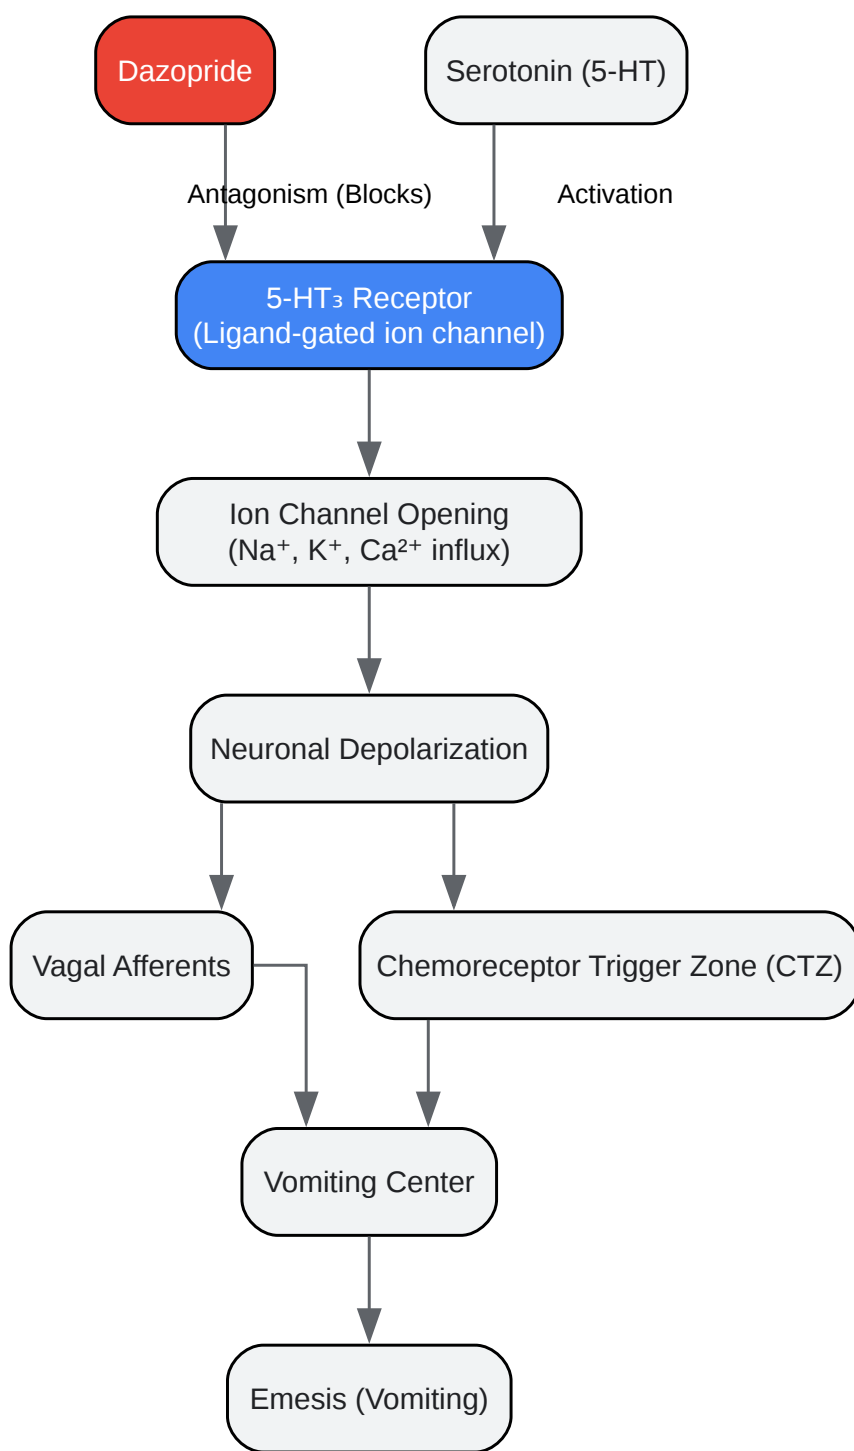 Dazopride
Serotonin (5-HT)
Antagonism (Blocks)
Activation
5-HT₃ Receptor
(Ligand-gated ion channel)
Ion Channel Opening
(Na⁺, K⁺, Ca²⁺ influx)
Neuronal Depolarization
Vagal Afferents
Chemoreceptor Trigger Zone (CTZ)
Vomiting Center
Emesis (Vomiting)